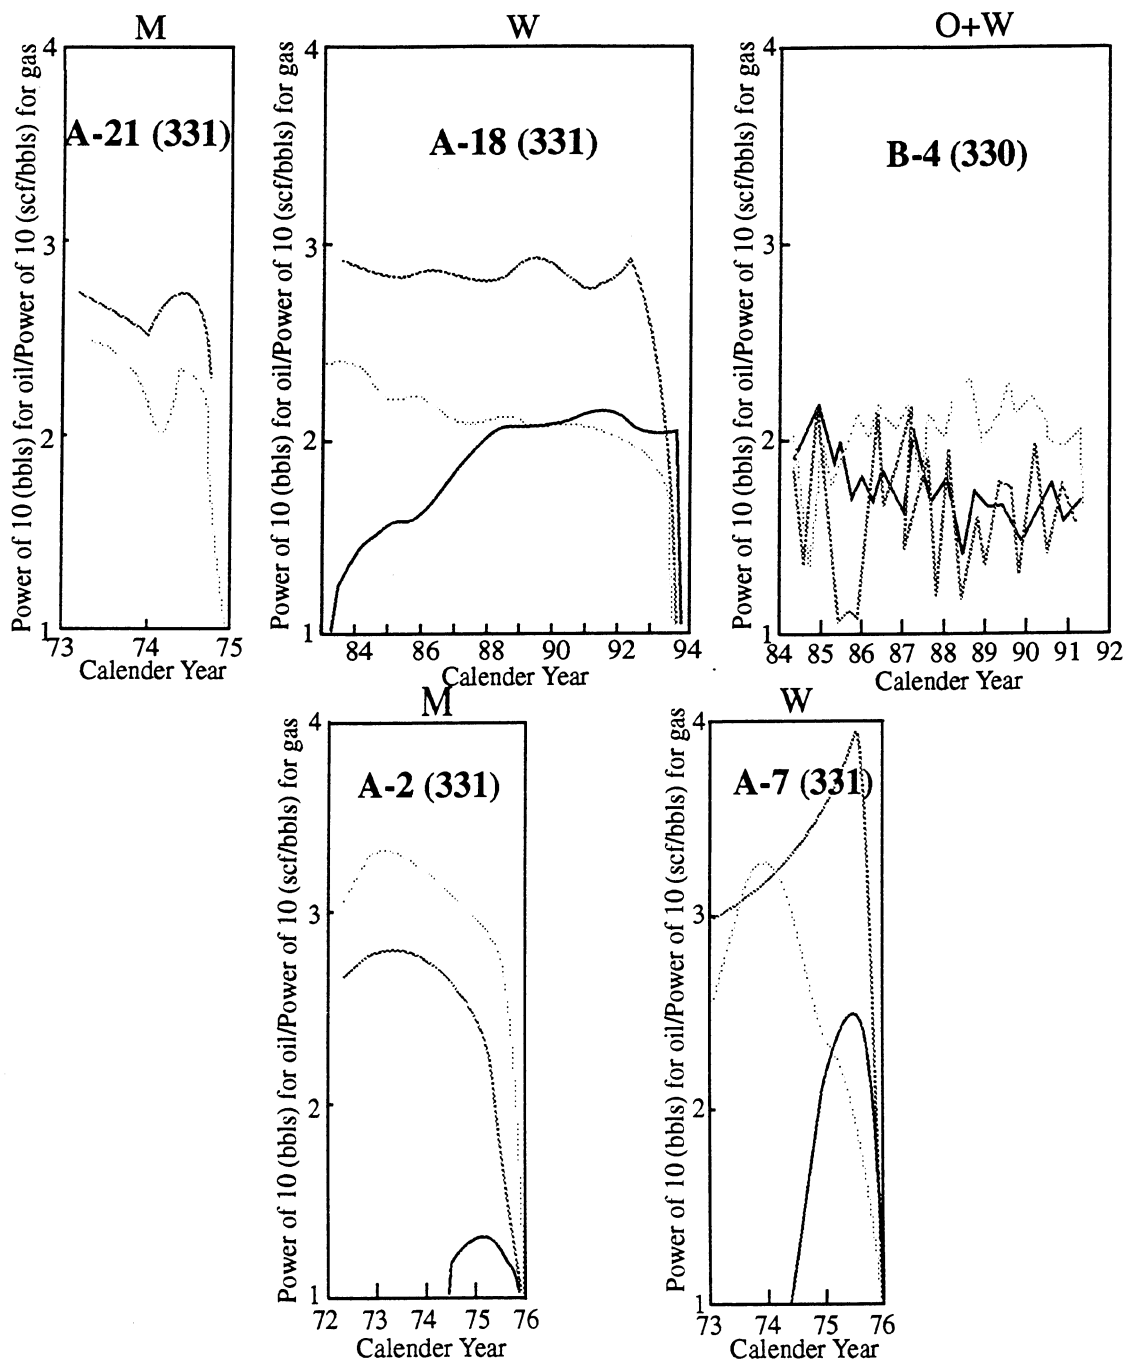 M
Power of 10 (bbls) for oil/Power of 10 (scf/bbls) for gas
A-21 (331)
4
3
2
1
73 74 75
Calender Year
W
Power of 10 (bbls) for oil/Power of 10 (scf/bbls) for gas
A-18 (331)
4
3
2
1
84 86 88 90 92 94
Calender Year
O+W
Power of 10 (bbls) for oil/Power of 10 (scf/bbls) for gas
B-4 (330)
4
3
2
1
84 85 86 87 88 89 90 91 92
Calender Year
M
Power of 10 (bbls) for oil/Power of 10 (scf/bbls) for gas
A-2 (331)
4
3
2
1
72 73 74 75 76
Calender Year
W
Power of 10 (bbls) for oil/Power of 10 (scf/bbls) for gas
A-7 (331)
4
3
2
1
73 74 75 76
Calender Year